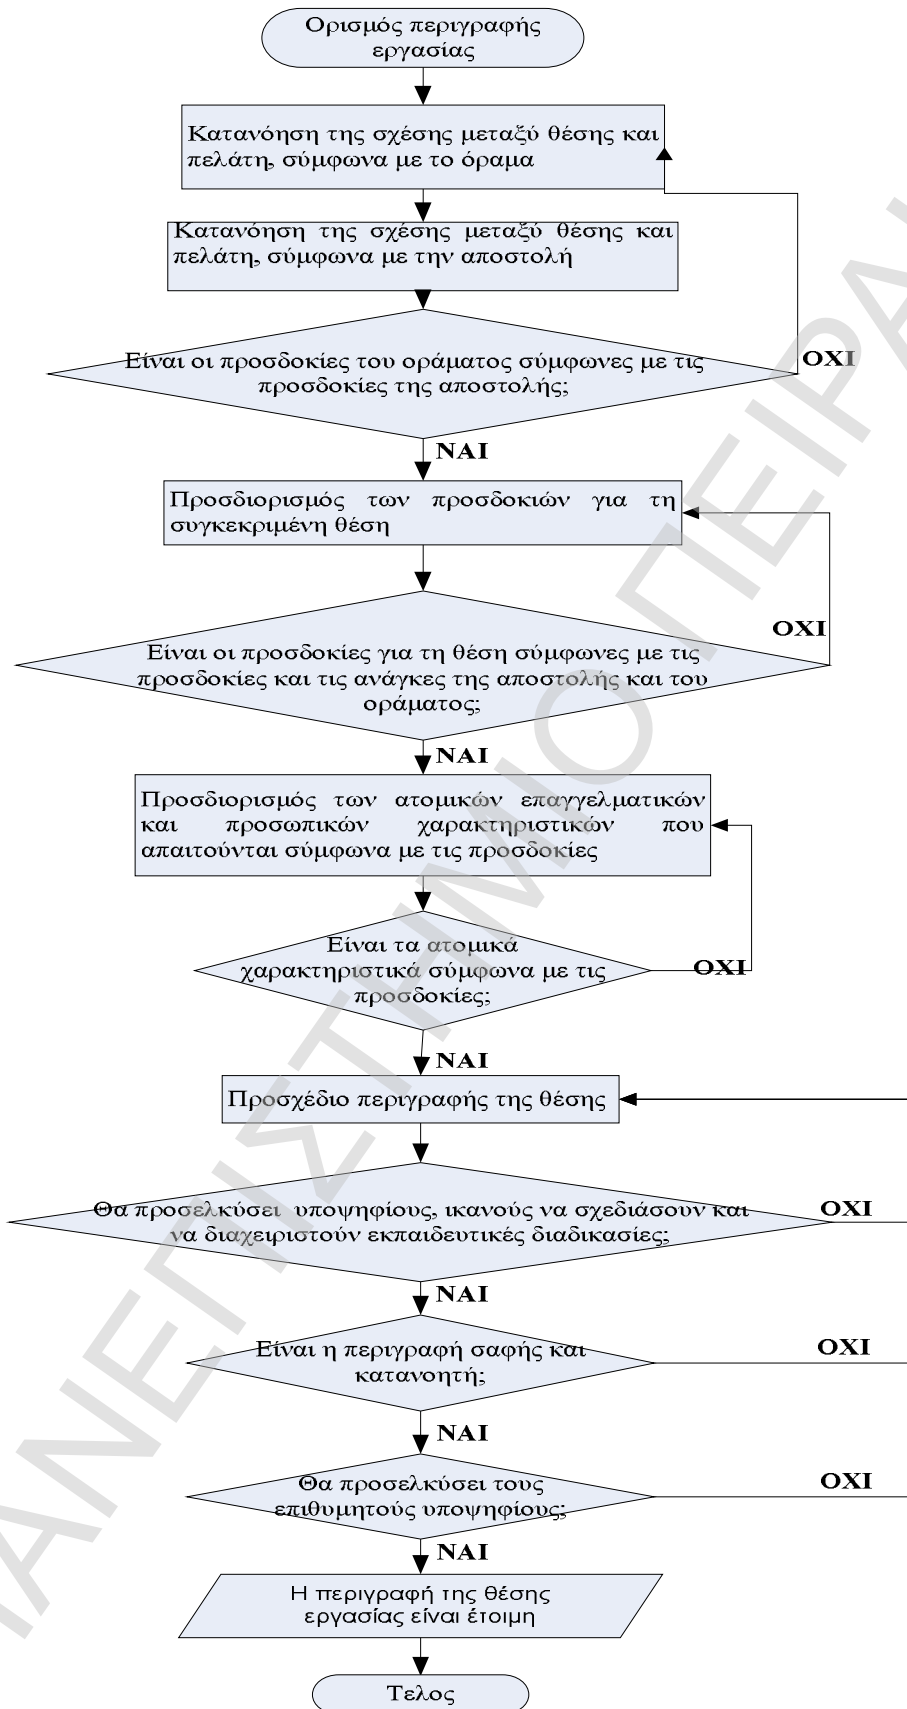 Ορισμός περιγραφής
εργασίας
Κατανόηση της σχέσης μεταξύ θέσης και
πελάτη, σύμφωνα με το όραμα
Κατανόηση της σχέσης μεταξύ θέσης και
πελάτη, σύμφωνα με την αποστολή
Είναι οι προσδοκίες του οράματος σύμφωνες με τις
προσδοκίες της αποστολής;
ΟΧΙ
ΝΑΙ
Προσδιορισμός των προσδοκιών για τη
συγκεκριμένη θέση
ΟΧΙ
Είναι οι προσδοκίες για τη θέση σύμφωνες με τις
προσδοκίες και τις ανάγκες της αποστολής και του
οράματος;
ΝΑΙ
Προσδιορισμός των ατομικών επαγγελματικών
και προσωπικών χαρακτηριστικών που
απαιτούνται σύμφωνα με τις προσδοκίες
Είναι τα ατομικά
χαρακτηριστικά σύμφωνα με τις
προσδοκίες;
ΟΧΙ
ΝΑΙ
Προσχέδιο περιγραφής της θέσης
Θα προσελκύσει υποψηφίους, ικανούς να σχεδιάσουν και
να διαχειριστούν εκπαιδευτικές διαδικασίες;
ΟΧΙ
ΝΑΙ
Είναι η περιγραφή σαφής και
κατανοητή;
ΟΧΙ
ΝΑΙ
Θα προσελκύσει τους
επιθυμητούς υποψηφίους;
ΟΧΙ
ΝΑΙ
Η περιγραφή της θέσης
εργασίας είναι έτοιμη
Τελος
ΠΑΝΕΠΙΣΤΗΜΙΟ ΠΕΙΡΑΙ